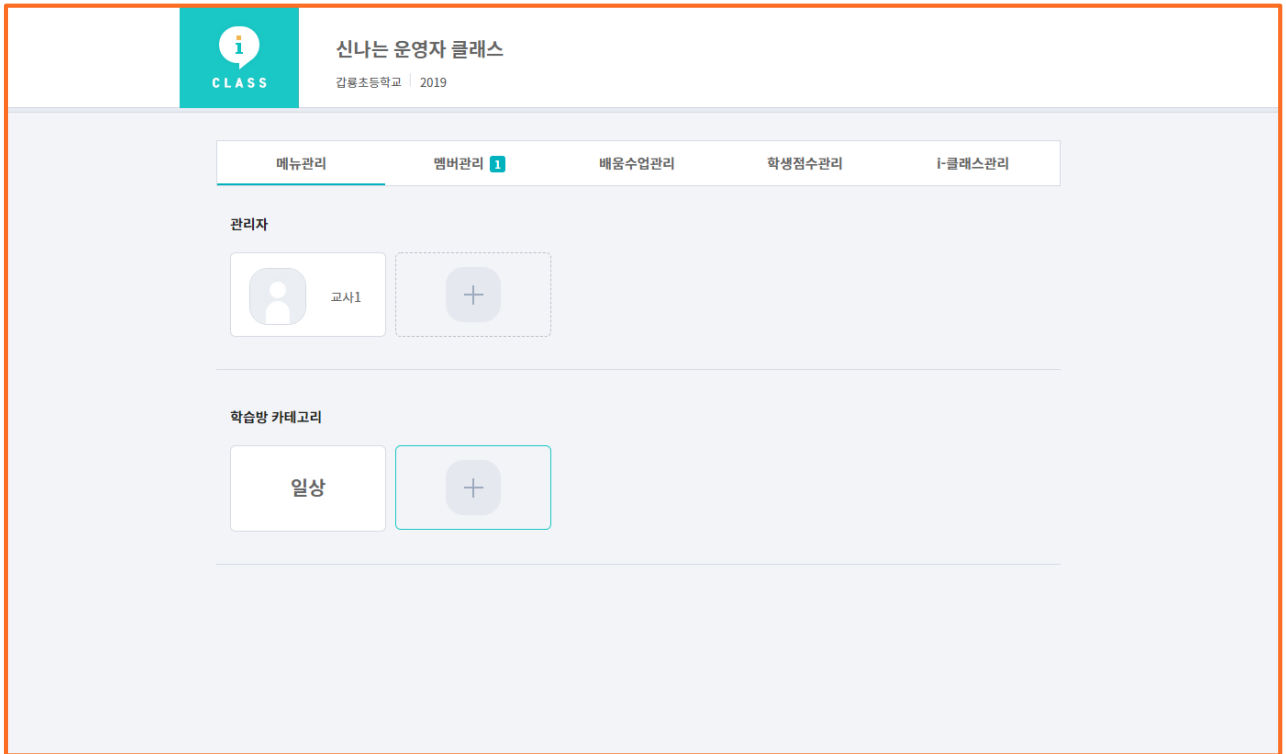 i
CLASS
신나는 운영자 클래스
갑룡초등학교 2019
메뉴관리 멤버관리 1 배움수업관리 학생점수관리 i-클래스관리
관리자
교사1
학습방 카테고리
일상